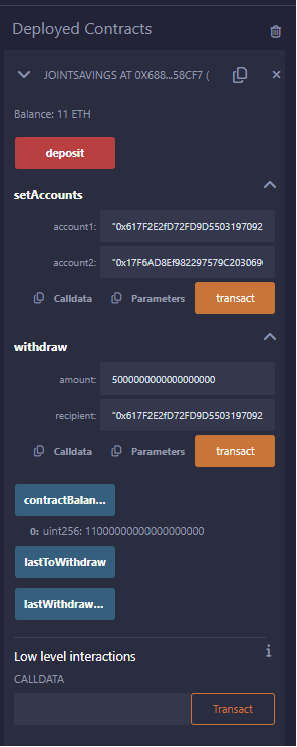 Deployed Contracts
JOINTSAVINGS AT 0X688...58CF7 (
Balance: 11 ETH
deposit
setAccounts
account1: "0x617F2E2fD72FD9D5503197092
account2: "0x17F6AD8Ef982297579C203069
Calldata Parameters transact
withdraw
amount: 5000000000000000000
recipient: "0x617F2E2fD72FD9D5503197092
Calldata Parameters transact
contractBalan...
0: uint256: 11000000000000000000
lastToWithdraw
lastWithdraw...
Low level interactions
CALLDATA
Transact